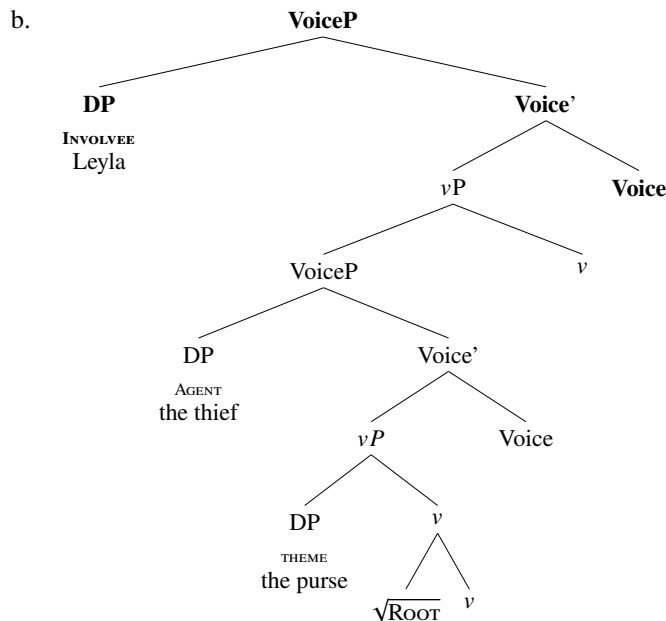 b.
VoiceP
DP
INVOLVEE
Leyla
Voice’
vP
Voice
VoiceP
v
DP
AGENT
the thief
Voice’
vP
Voice
DP
THEME
the purse
v
√ROOT
v